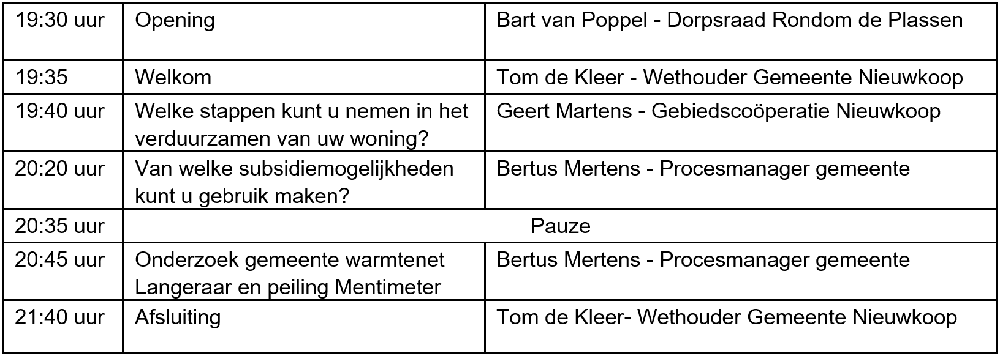 19:30 uur Opening Bart van Poppel - Dorpsraad Rondom de Plassen
19:35 Welkom Tom de Kleer - Wethouder Gemeente Nieuwkoop
19:40 uur Welke stappen kunt u nemen in het Geert Martens - Gebiedscoöperatie Nieuwkoop
verduurzamen van uw woning?
20:20 uur Van welke subsidiemogelijkheden Bertus Mertens - Procesmanager gemeente
kunt u gebruik maken?
20:35 uur Pauze
20:45 uur Onderzoek gemeente warmtenet Bertus Mertens - Procesmanager gemeente
Langeraar en peiling Mentimeter
21:40 uur Afsluiting Tom de Kleer- Wethouder Gemeente Nieuwkoop